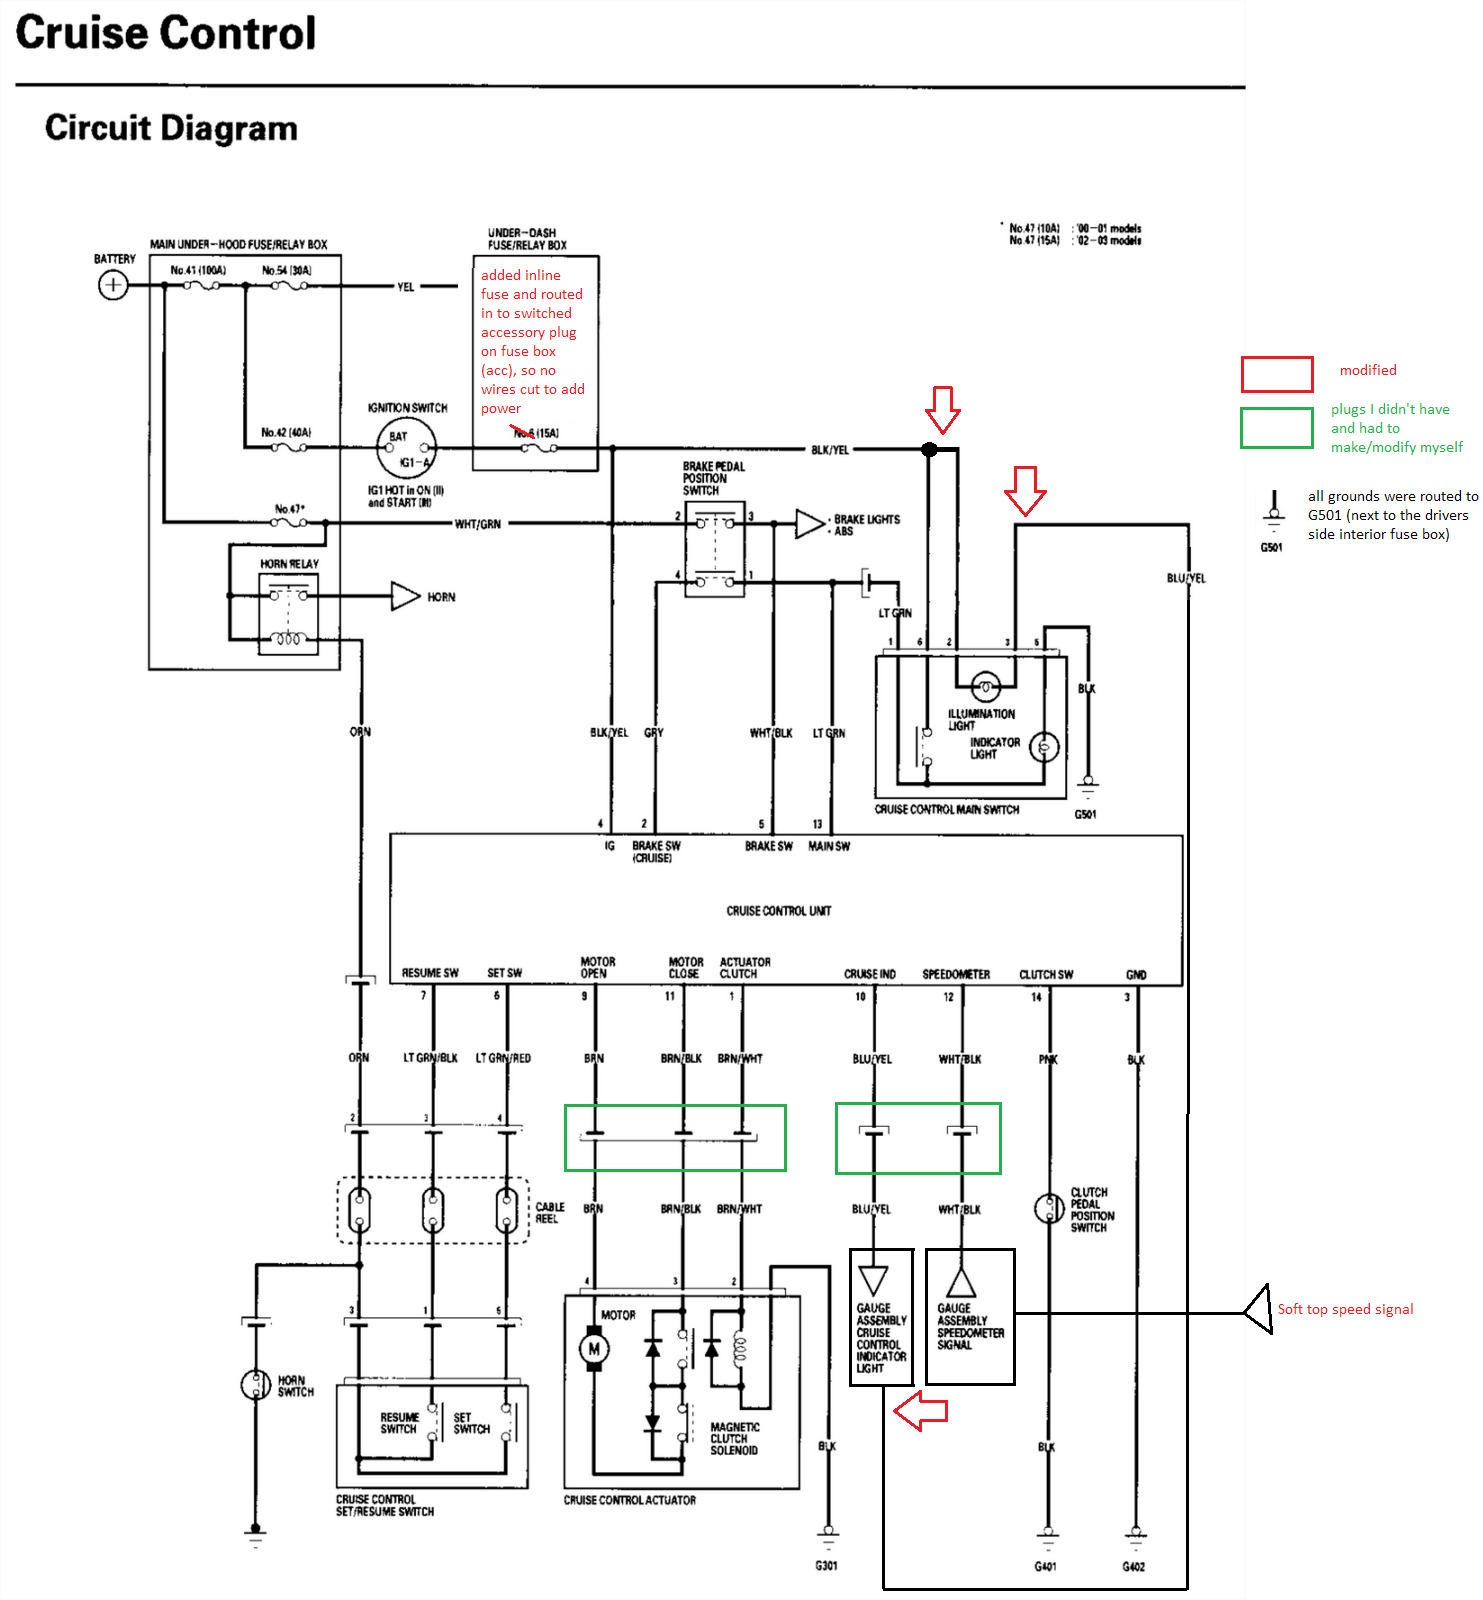 Cruise Control
Circuit Diagram
* No.47 (10A) : '00-01 models
No.47 (15A) : '02-03 models
BATTERY
MAIN UNDER-HOOD FUSE/RELAY BOX
No.41 (100A)
No.54 (30A)
YEL
UNDER-DASH
FUSE/RELAY BOX
added inline
fuse and routed
in to switched
accessory plug
on fuse box
(acc), so no
wires cut to add
power
No.6 (15A)
No.42 (40A)
IGNITION SWITCH
BAT
IG1-A
IG1 HOT in ON (II)
and START (III)
BLK/YEL
modified
plugs I didn't have
and had to
make/modify myself
all grounds were routed to
G501 (next to the drivers
side interior fuse box)
G501
No.47*
WHT/GRN
BRAKE PEDAL
POSITION
SWITCH
2
3
4
1
BRAKE LIGHTS
ABS
HORN RELAY
HORN
LT GRN
BLU/YEL
1
6
2
3
5
BLK
ILLUMINATION
LIGHT
INDICATOR
LIGHT
CRUISE CONTROL MAIN SWITCH
G501
ORN
BLK/YEL
GRY
WHT/BLK
LT GRN
4
2
5
13
IG
BRAKE SW
(CRUISE)
BRAKE SW
MAIN SW
CRUISE CONTROL UNIT
RESUME SW
SET SW
MOTOR
OPEN
MOTOR
CLOSE
ACTUATOR
CLUTCH
CRUISE IND
SPEEDOMETER
CLUTCH SW
GND
7
6
9
11
1
10
12
14
3
ORN
LT GRN/BLK
LT GRN/RED
BRN
BRN/BLK
BRN/WHT
BLU/YEL
WHT/BLK
PNK
BLK
2
3
4
CABLE
REEL
BRN
BRN/BLK
BRN/WHT
BLU/YEL
WHT/BLK
CLUTCH
PEDAL
POSITION
SWITCH
4
3
2
3
1
5
MOTOR
M
GAUGE
ASSEMBLY
CRUISE
CONTROL
INDICATOR
LIGHT
GAUGE
ASSEMBLY
SPEEDOMETER
SIGNAL
Soft top speed signal
HORN
SWITCH
RESUME
SWITCH
SET
SWITCH
MAGNETIC
CLUTCH
SOLENOID
BLK
BLK
CRUISE CONTROL
SET/RESUME SWITCH
CRUISE CONTROL ACTUATOR
G301
G401
G402